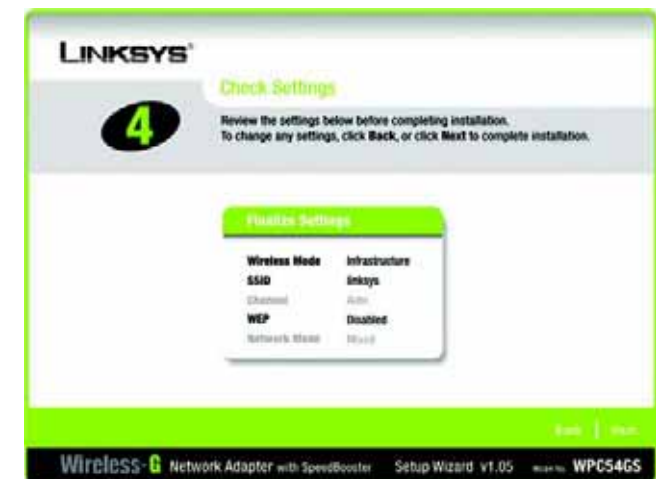 LINKSYS®
Check Settings
4
Review the settings below before completing installation.
To change any settings, click Back, or click Next to complete installation.
Finalize Settings
Wireless Mode Infrastructure
SSID linksys
Channel Auto
WEP Disabled
Network Mode Mixed
Back | Next
Wireless-G Network Adapter with SpeedBooster Setup Wizard v1.05 Model No. WPC54GS